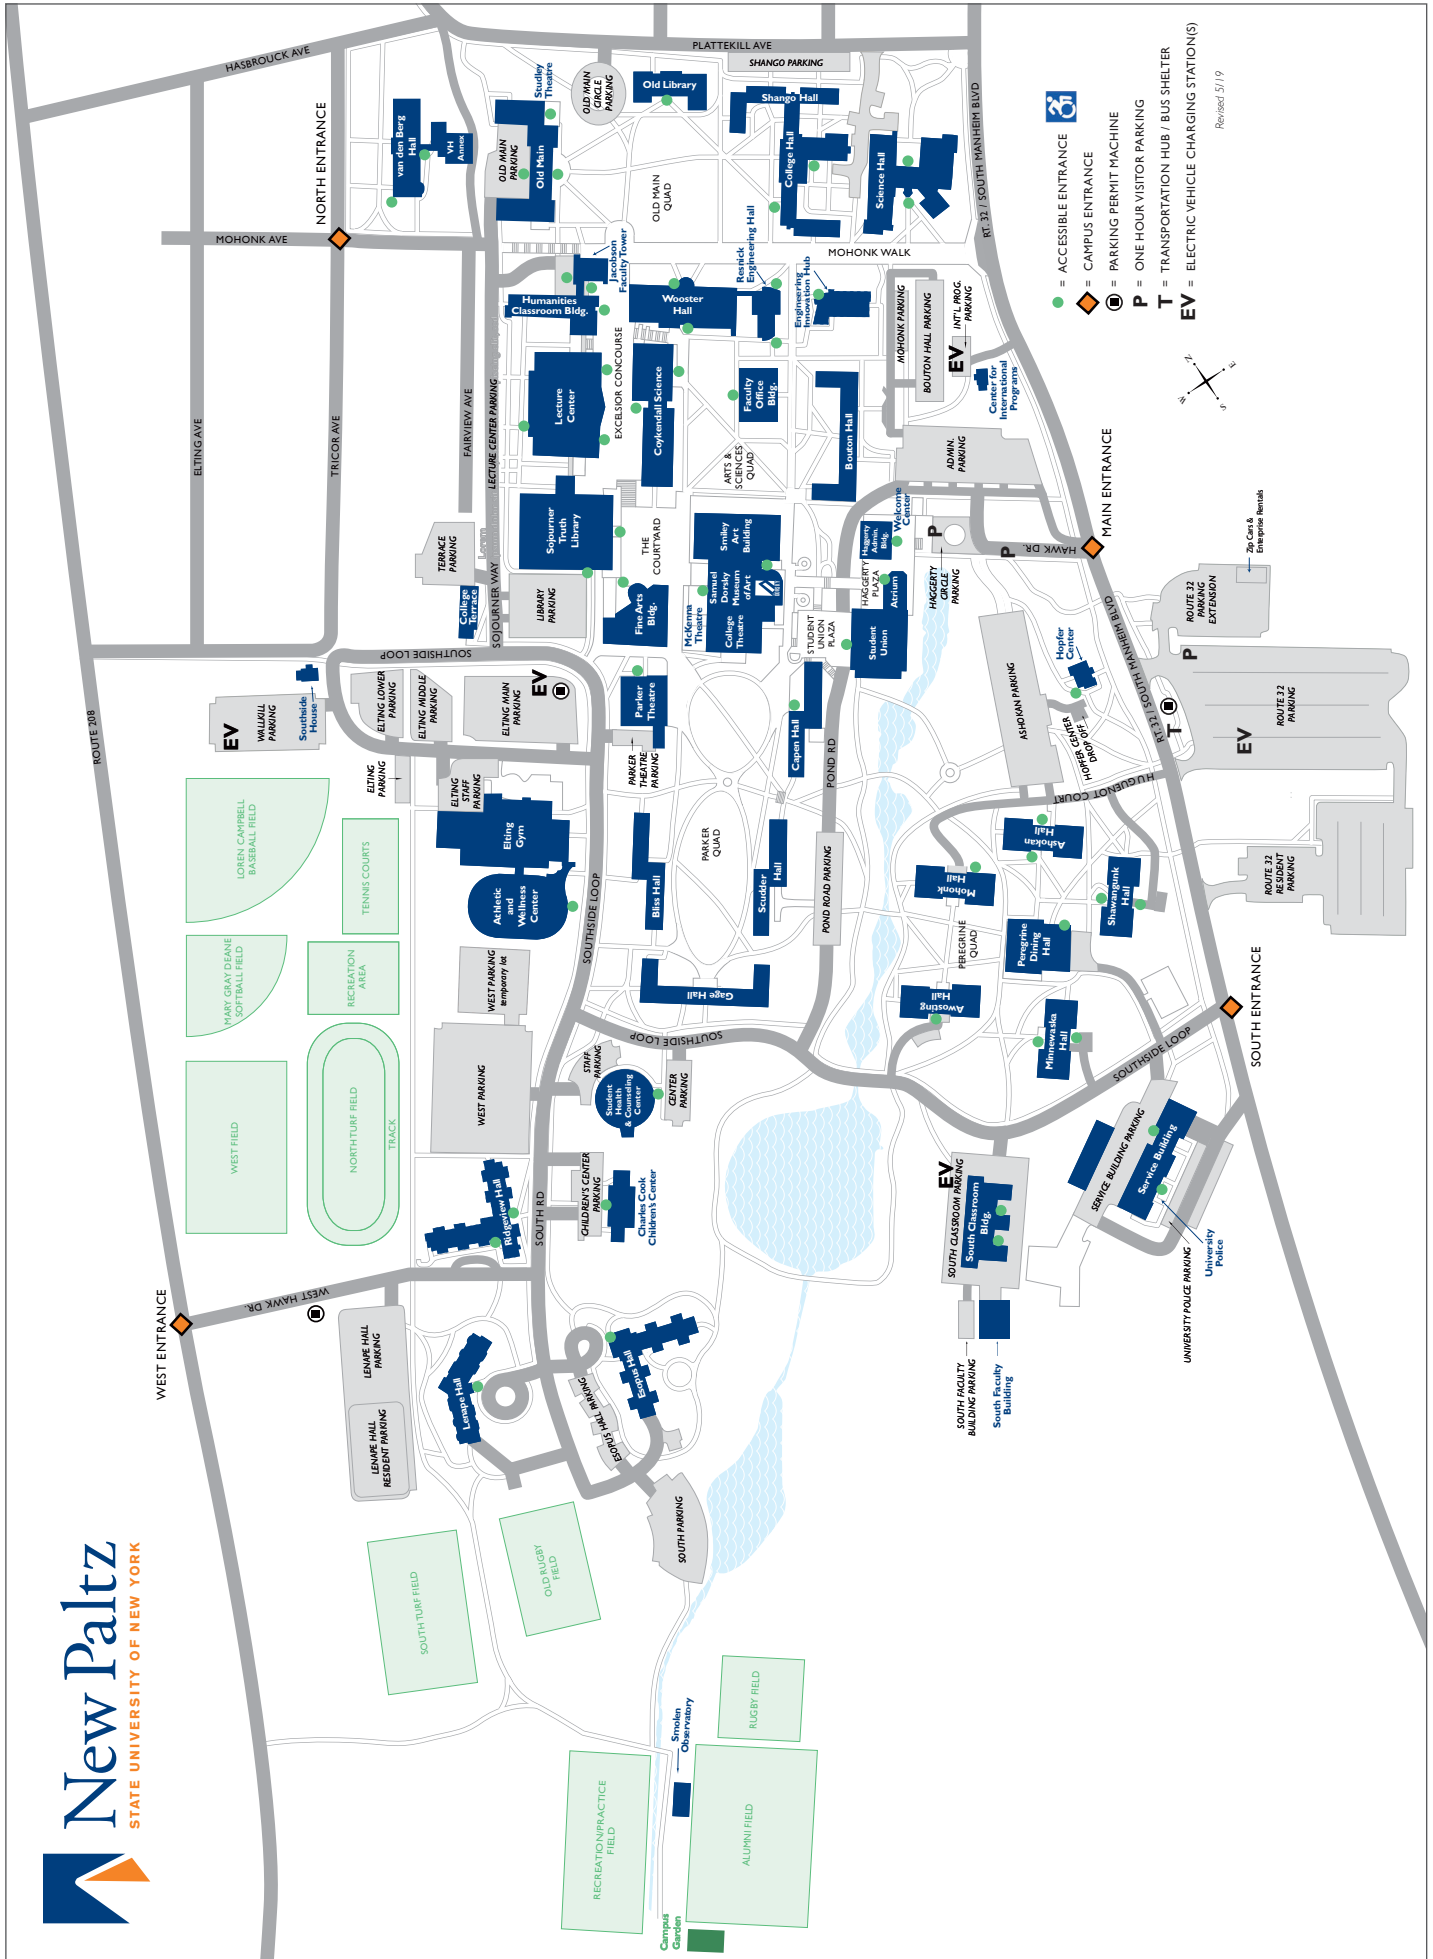 New Paltz
STATE UNIVERSITY OF NEW YORK
WEST ENTRANCE
ROUTE 208
HASBROUCK AVE
ELTING AVE
TRICOR AVE
MOHONK AVE
NORTH ENTRANCE
FAIRVIEW AVE
PLATTEKILL AVE
van den Berg
Hall
VH
Annex
OLD MAIN
PARKING
Old Main
Studley
Theatre
OLD MAIN
CIRCLE
PARKING
Old Library
SHANGO PARKING
Shango Hall
College Hall
Science Hall
OLD MAIN
QUAD
MOHONK WALK
RT. 32 / SOUTH MANHEIM BLVD
Jacobson
Faculty Tower
Humanities
Classroom Bldg.
Wooster
Hall
Resnick
Engineering Hall
Engineering
Innovation Hub
LECTURE CENTER PARKING
Lecture
Center
EXCELSIOR CONCOURSE
Coykendall Science
Faculty
Office
Bldg.
Bouton Hall
ARTS &
SCIENCES
QUAD
MOHONK PARKING
BOUTON HALL PARKING
EV
INT'L PROG.
PARKING
Center for
International
Programs
ADMIN.
PARKING
MAIN ENTRANCE
HAWK DR.
P
P
HAGGERTY
CIRCLE
PARKING
Welcome
Center
Haggerty
Admin.
Bldg.
HAGGERTY
PLAZA
Atrium
Student
Union
STUDENT
UNION
PLAZA
Sojourner
Truth
Library
THE
COURTYARD
Smiley
Art
Building
Samuel
Dorsky
Museum
of Art
College
Theatre
McKenna
Theatre
Fine Arts
Bldg.
LIBRARY
PARKING
TERRACE
PARKING
College
Terrace
SOJOURNER WAY
SOUTHSIDE LOOP
Southside
House
WALLKILL
PARKING
EV
ELTING LOWER
PARKING
ELTING MIDDLE
PARKING
ELTING MAIN
PARKING
EV
ELTING
PARKING
ELTING
STAFF
PARKING
Parker
Theatre
PARKER
THEATRE
PARKING
Capen Hall
POND RD
Elting
Gym
Athletic
and
Wellness
Center
SOUTHSIDE LOOP
Bliss Hall
PARKER
QUAD
Scudder
Hall
Gage Hall
POND ROAD PARKING
LOREN CAMPBELL
BASEBALL FIELD
TENNIS COURTS
MARY GRAY DEANE
SOFTBALL FIELD
RECREATION
AREA
WEST FIELD
NORTH TURF FIELD
TRACK
WEST PARKING
temporary lot
WEST PARKING
STAFF
PARKING
Student
Health
& Counseling
Center
CENTER
PARKING
SOUTHSIDE LOOP
ASHOKAN PARKING
Hopfer
Center
HOPFER CENTER
DROP OFF
RT. 32 / SOUTH MANHEIM BLVD
T
HUGUENOT COURT
Ashokan
Hall
Mohonk
Hall
Shawangunk
Hall
PEREGRINE
QUAD
Peregrine
Dining
Hall
Awosting
Hall
Minnewaska
Hall
SOUTHSIDE LOOP
SOUTH ENTRANCE
ROUTE 32
PARKING
EXTENSION
Zip Cars &
Enterprise Rentals
P
ROUTE 32
PARKING
EV
ROUTE 32
RESIDENT
PARKING
Ridgeview Hall
SOUTH RD
CHILDREN'S CENTER
PARKING
Charles Cook
Children's Center
WEST HAWK DR.
LENAPE HALL
PARKING
LENAPE HALL
RESIDENT PARKING
Lenape Hall
Esopus Hall
ESOPUS HALL PARKING
SOUTH PARKING
SOUTH TURF FIELD
OLD RUGBY
FIELD
EV
SOUTH CLASSROOM PARKING
South Classroom
Bldg.
SOUTH FACULTY
BUILDING PARKING
South Faculty
Building
SERVICE BUILDING PARKING
Service Building
UNIVERSITY POLICE PARKING
University
Police
RECREATION/PRACTICE
FIELD
Smolen
Observatory
RUGBY FIELD
ALUMNI FIELD
Campus
Garden
N
E
S
W
= ACCESSIBLE ENTRANCE
= CAMPUS ENTRANCE
= PARKING PERMIT MACHINE
P = ONE HOUR VISITOR PARKING
T = TRANSPORTATION HUB / BUS SHELTER
EV = ELECTRIC VEHICLE CHARGING STATION(S)
Revised 5/19